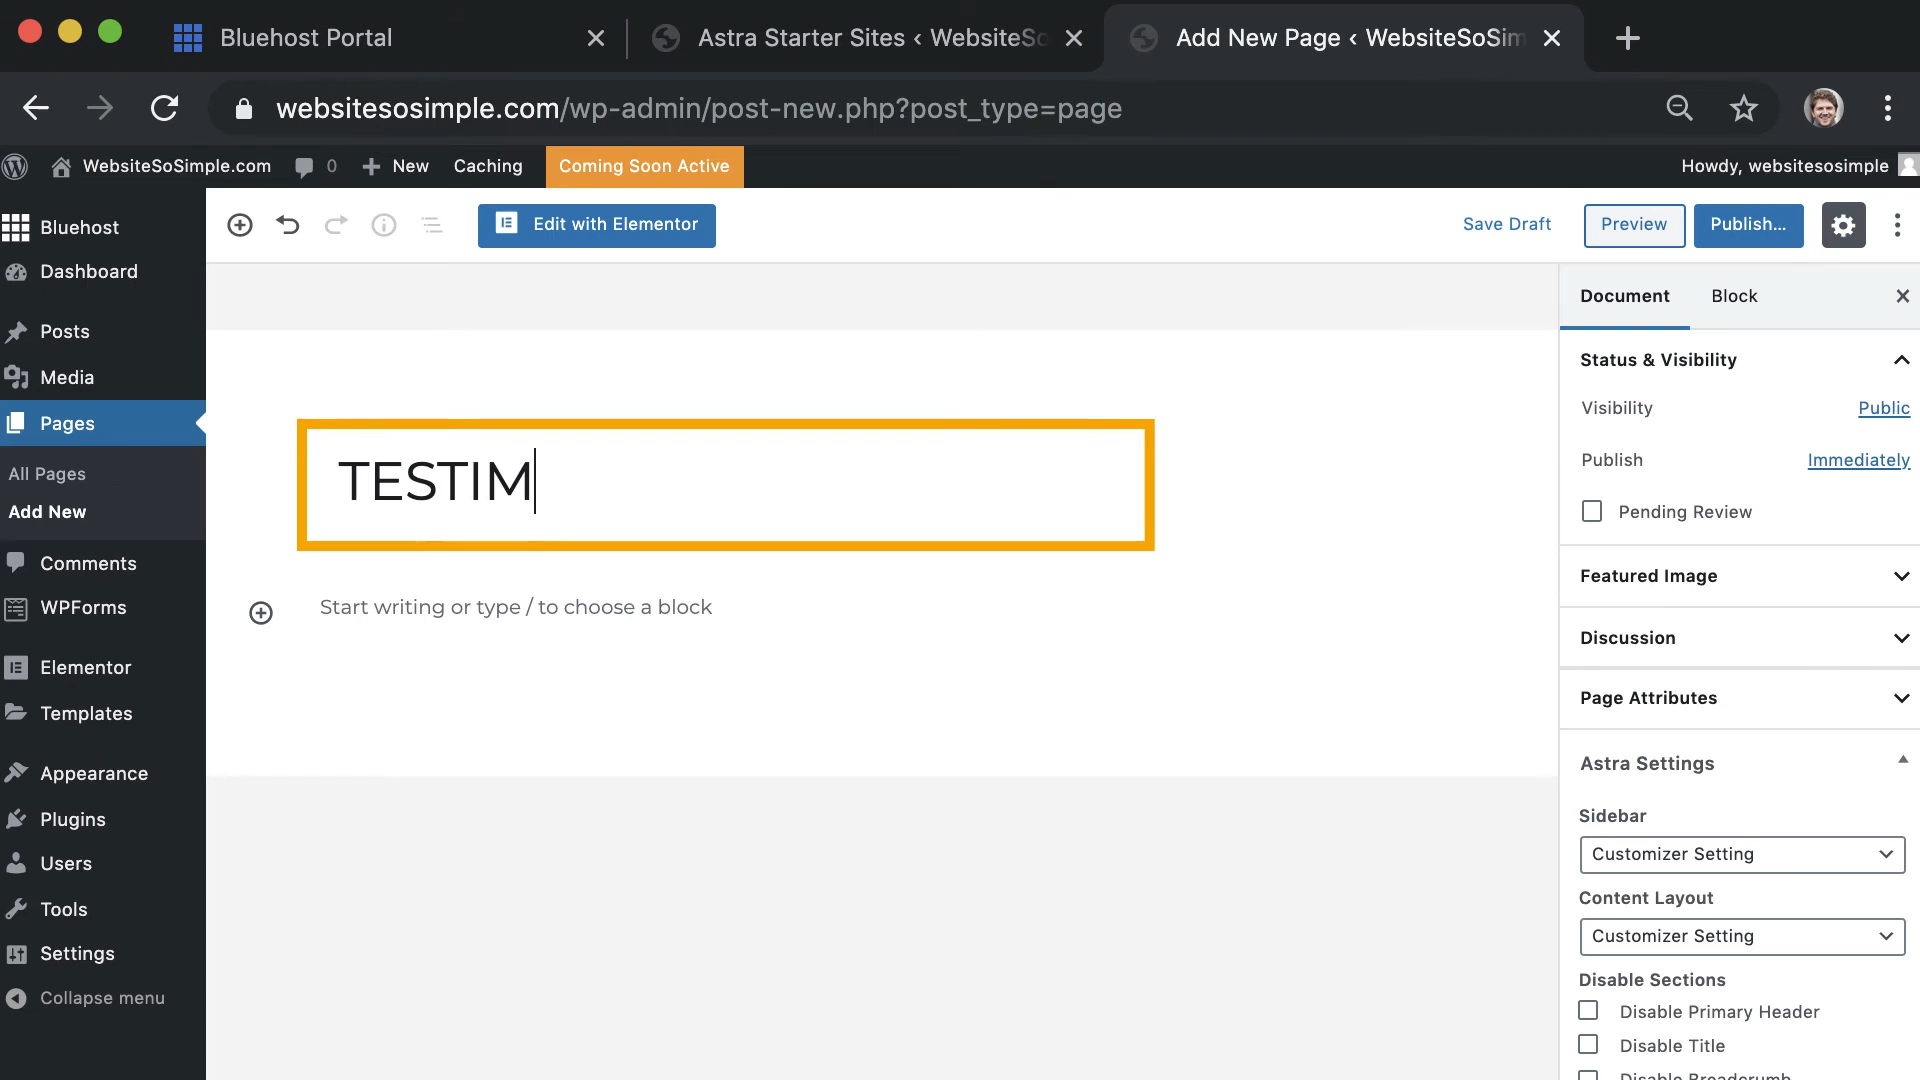 Bluehost Portal
Astra Starter Sites ‹ WebsiteSo
Add New Page ‹ WebsiteSoSim
websitesosimple.com/wp-admin/post-new.php?post_type=page
WebsiteSoSimple.com
0
New
Caching
Coming Soon Active
Howdy, websitesosimple
Bluehost
Dashboard
Posts
Media
Pages
All Pages
Add New
Comments
WPForms
Elementor
Templates
Appearance
Plugins
Users
Tools
Settings
Collapse menu
Edit with Elementor
Save Draft
Preview
Publish...
TESTIM
Start writing or type / to choose a block
Document
Block
Status & Visibility
Visibility
Public
Publish
Immediately
Pending Review
Featured Image
Discussion
Page Attributes
Astra Settings
Sidebar
Customizer Setting
Content Layout
Customizer Setting
Disable Sections
Disable Primary Header
Disable Title
Disable Breadcrumb